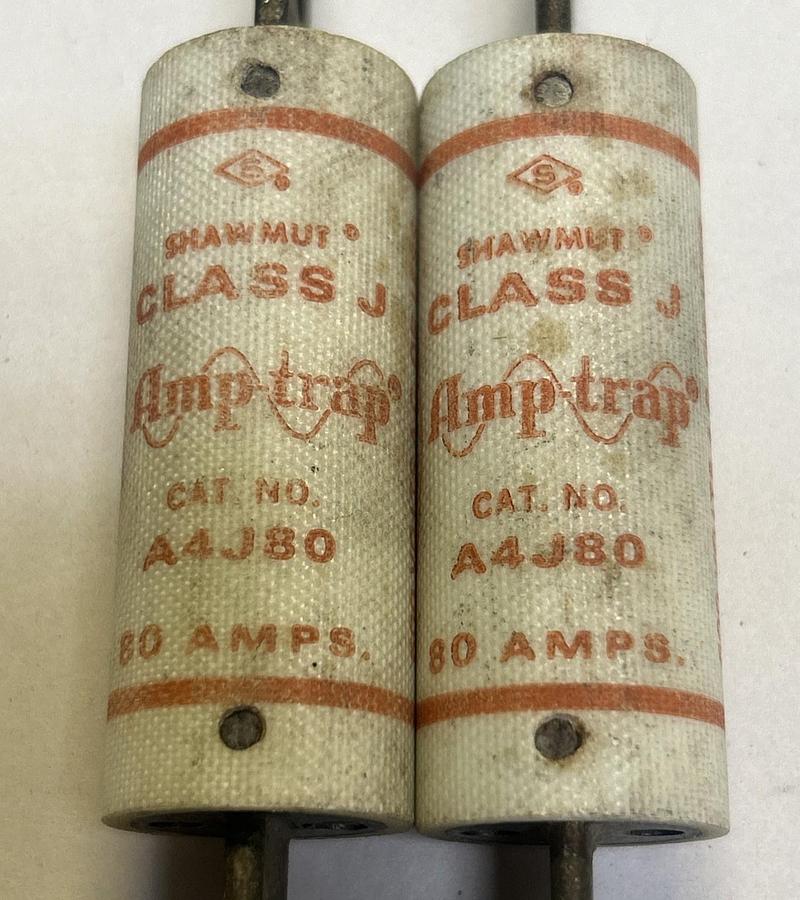 S®
SHAWMUT®
CLASS J
Amp-trap®
CAT. NO.
A4J80
80 AMPS.
S®
SHAWMUT®
CLASS J
Amp-trap®
CAT. NO.
A4J80
80 AMPS.